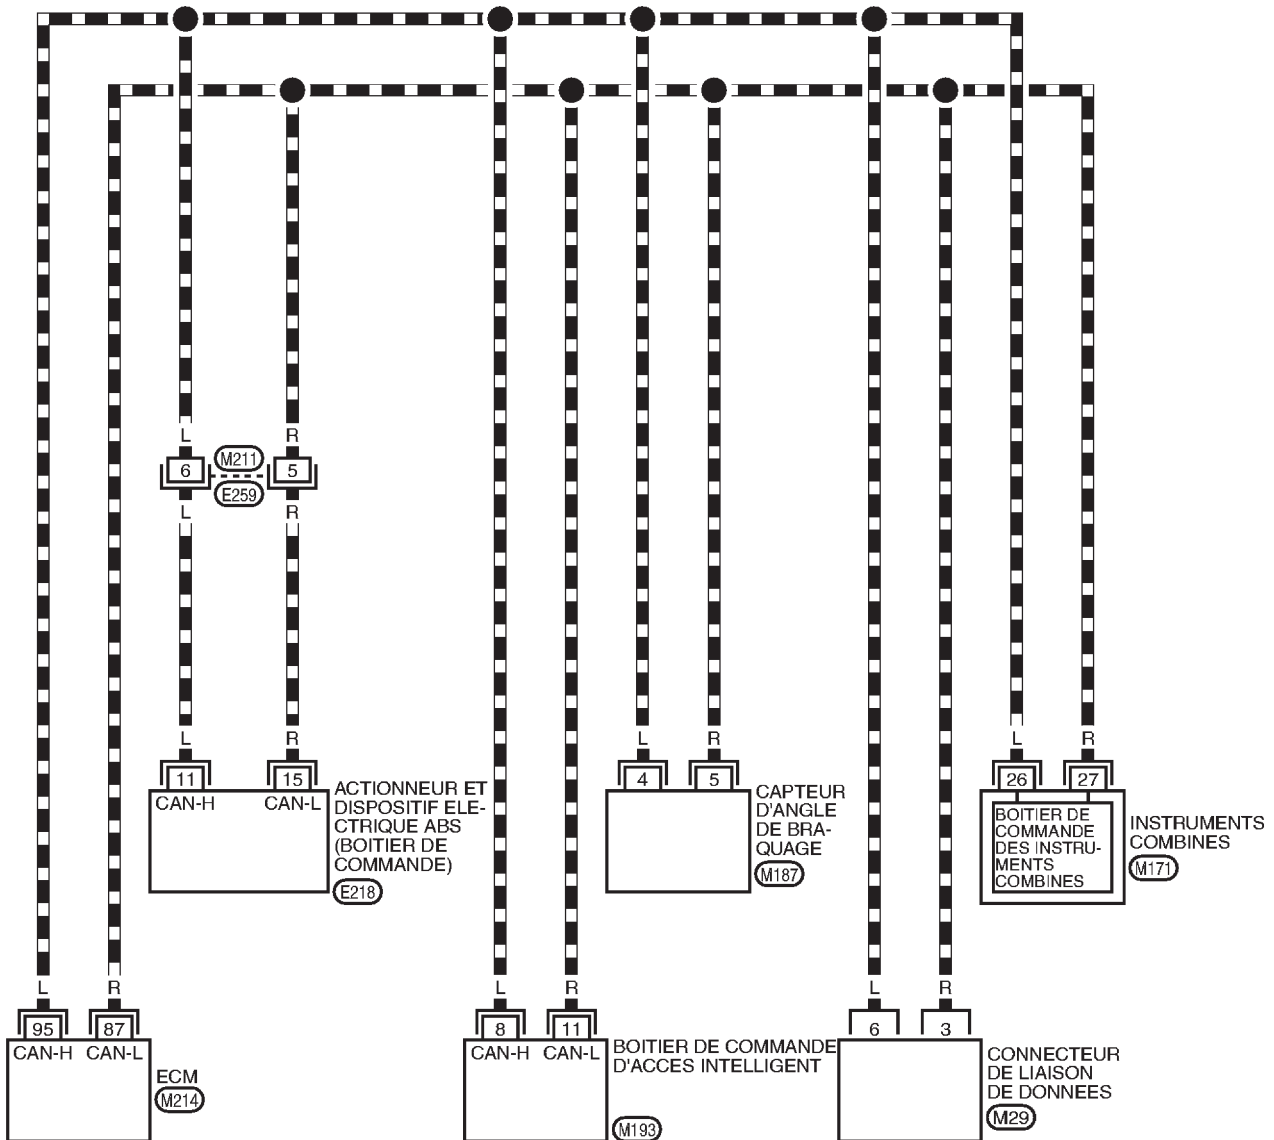 L
R
6
M211
5
E259
L
R
L
R
11
15
CAN-H
CAN-L
ACTIONNEUR ET
DISPOSITIF ELE-
CTRIQUE ABS
(BOITIER DE
COMMANDE)
E218
L
R
4
5
CAPTEUR
D'ANGLE
DE BRA-
QUAGE
M187
L
R
26
27
BOITIER DE
COMMANDE
DES INSTRU-
MENTS
COMBINES
INSTRUMENTS
COMBINES
M171
L
R
95
87
CAN-H
CAN-L
ECM
M214
L
R
8
11
CAN-H
CAN-L
BOITIER DE COMMANDE
D'ACCES INTELLIGENT
M193
L
R
6
3
CONNECTEUR
DE LIAISON
DE DONNEES
M29